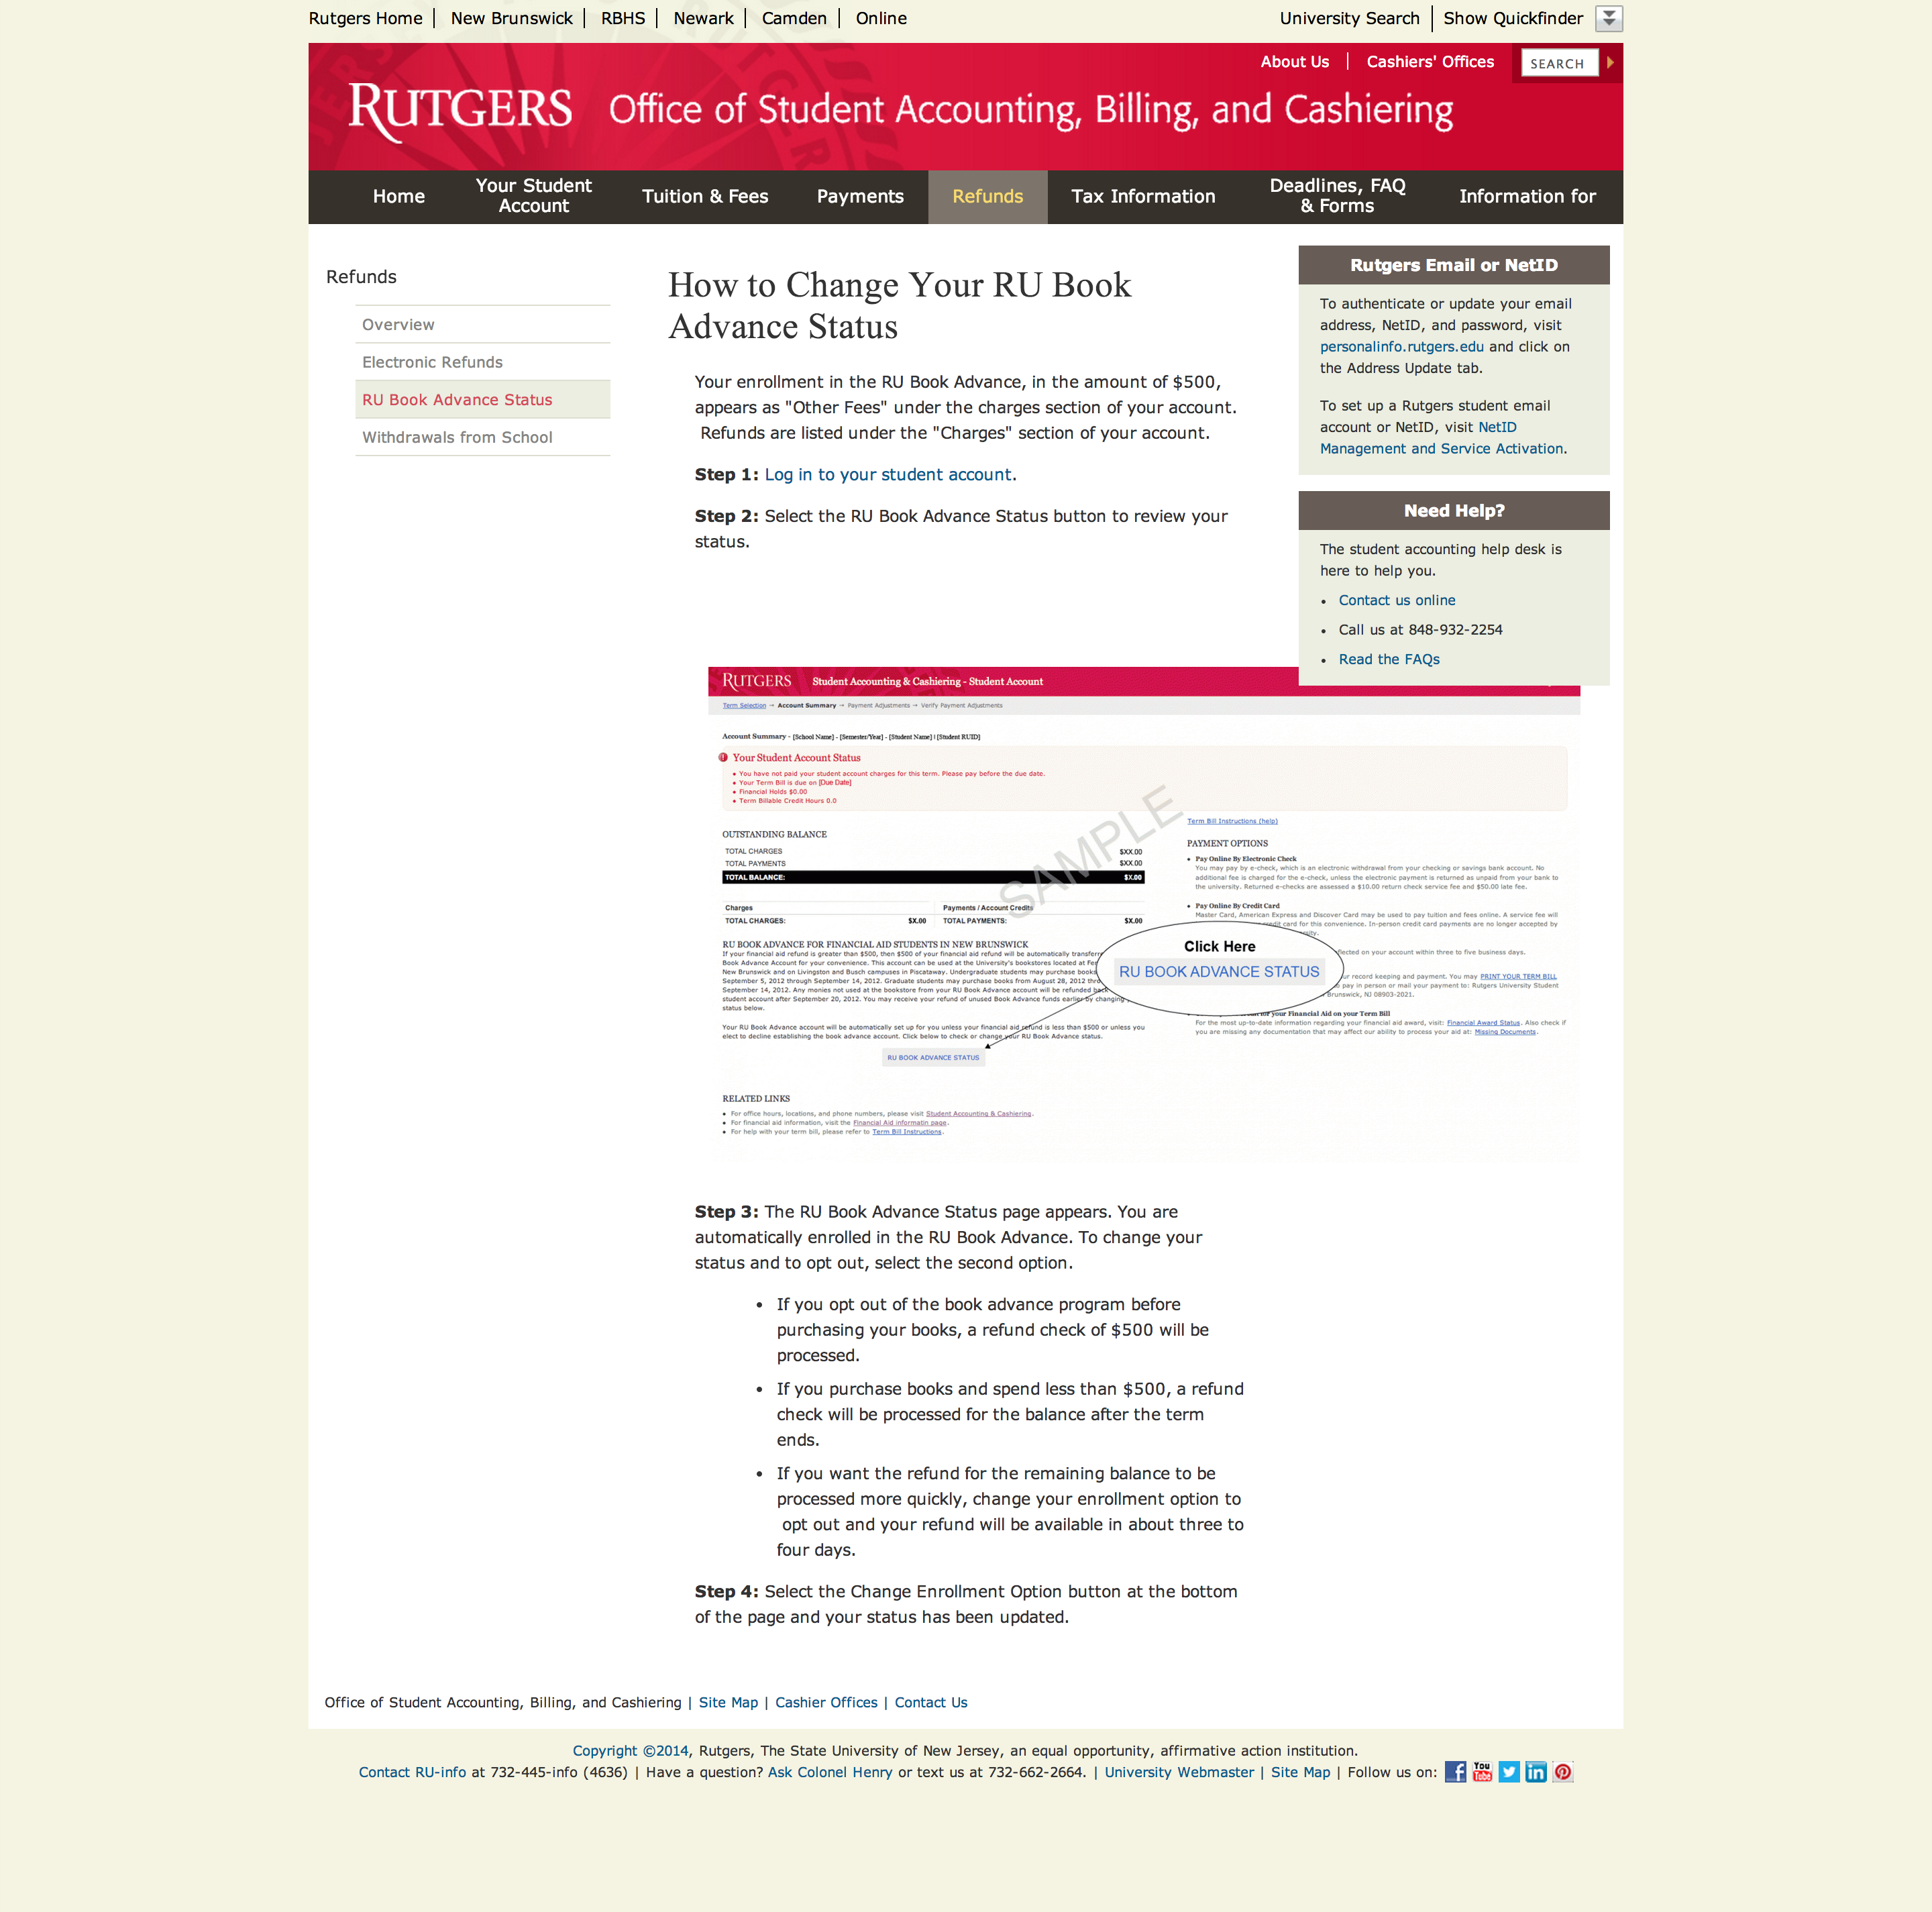 Rutgers Home | New Brunswick | RBHS | Newark | Camden | Online
University Search | Show Quickfinder
About Us | Cashiers' Offices
SEARCH
RUTGERS Office of Student Accounting, Billing, and Cashiering
Home
Your Student
Account
Tuition & Fees
Payments
Refunds
Tax Information
Deadlines, FAQ
& Forms
Information for
Refunds
Overview
Electronic Refunds
RU Book Advance Status
Withdrawals from School
How to Change Your RU Book
Advance Status
Your enrollment in the RU Book Advance, in the amount of $500,
appears as "Other Fees" under the charges section of your account.
Refunds are listed under the "Charges" section of your account.
Step 1: Log in to your student account.
Step 2: Select the RU Book Advance Status button to review your
status.
Rutgers Email or NetID
To authenticate or update your email
address, NetID, and password, visit
personalinfo.rutgers.edu and click on
the Address Update tab.
To set up a Rutgers student email
account or NetID, visit NetID
Management and Service Activation.
Need Help?
The student accounting help desk is
here to help you.
• Contact us online
• Call us at 848-932-2254
• Read the FAQs
RUTGERS Student Accounting & Cashiering - Student Account
Term Selection → Account Summary → Payment Adjustments → Verify Payment Adjustments
Account Summary - [School Name] - [Semester/Year] - [Student Name] | [Student RUID]
Your Student Account Status
• You have not paid your student account charges for this term. Please pay before the due date.
• Your Term Bill is due on [Due Date]
• Financial Holds $0.00
• Term Billable Credit Hours 0.0
SAMPLE
OUTSTANDING BALANCE
TOTAL CHARGES $XX.00
TOTAL PAYMENTS $XX.00
TOTAL BALANCE: $X.00
Charges Payments / Account Credits
TOTAL CHARGES: $X.00 TOTAL PAYMENTS: $X.00
RU BOOK ADVANCE FOR FINANCIAL AID STUDENTS IN NEW BRUNSWICK
If your financial aid refund is greater than $500, then $500 of your financial aid refund will be automatically transferre
Book Advance Account for your convenience. This account can be used at the University's bookstores located at Fer
New Brunswick and on Livingston and Busch campuses in Piscataway. Undergraduate students may purchase books
September 5, 2012 through September 14, 2012. Graduate students may purchase books from August 28, 2012 thro
September 14, 2012. Any monies not used at the bookstore from your RU Book Advance account will be refunded back
student account after September 20, 2012. You may receive your refund of unused Book Advance funds earlier by changing
status below.
Your RU Book Advance account will be automatically set up for you unless your financial aid refund is less than $500 or unless you
elect to decline establishing the book advance account. Click below to check or change your RU Book Advance status.
RU BOOK ADVANCE STATUS
RELATED LINKS
• For office hours, locations, and phone numbers, please visit Student Accounting & Cashiering.
• For financial aid information, visit the Financial Aid informatin page.
• For help with your term bill, please refer to Term Bill Instructions.
Term Bill Instructions (help)
PAYMENT OPTIONS
• Pay Online By Electronic Check
You may pay by e-check, which is an electronic withdrawal from your checking or savings bank account. No
additional fee is charged for the e-check, unless the electronic payment is returned as unpaid from your bank to
the university. Returned e-checks are assessed a $10.00 return check service fee and $50.00 late fee.
• Pay Online By Credit Card
Master Card, American Express and Discover Card may be used to pay tuition and fees online. A service fee will
credit card for this convenience. In-person credit card payments are no longer accepted by
flected on your account within three to five business days.
ur record keeping and payment. You may PRINT YOUR TERM BILL
pay in person or mail your payment to: Rutgers University Student
Brunswick, NJ 08903-2021.
for your Financial Aid on your Term Bill
For the most up-to-date information regarding your financial aid award, visit: Financial Award Status. Also check if
you are missing any documentation that may affect our ability to process your aid at: Missing Documents.
Click Here
RU BOOK ADVANCE STATUS
Step 3: The RU Book Advance Status page appears. You are
automatically enrolled in the RU Book Advance. To change your
status and to opt out, select the second option.
• If you opt out of the book advance program before
purchasing your books, a refund check of $500 will be
processed.
• If you purchase books and spend less than $500, a refund
check will be processed for the balance after the term
ends.
• If you want the refund for the remaining balance to be
processed more quickly, change your enrollment option to
opt out and your refund will be available in about three to
four days.
Step 4: Select the Change Enrollment Option button at the bottom
of the page and your status has been updated.
Office of Student Accounting, Billing, and Cashiering | Site Map | Cashier Offices | Contact Us
Copyright ©2014, Rutgers, The State University of New Jersey, an equal opportunity, affirmative action institution.
Contact RU-info at 732-445-info (4636) | Have a question? Ask Colonel Henry or text us at 732-662-2664. | University Webmaster | Site Map | Follow us on: